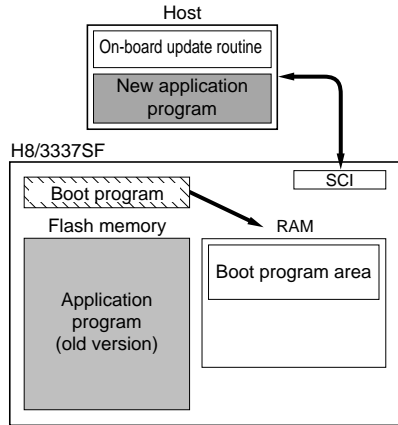 Host
On-board update routine
New application
program
H8/3337SF
SCI
Boot program
Flash memory
RAM
Boot program area
Application
program
(old version)